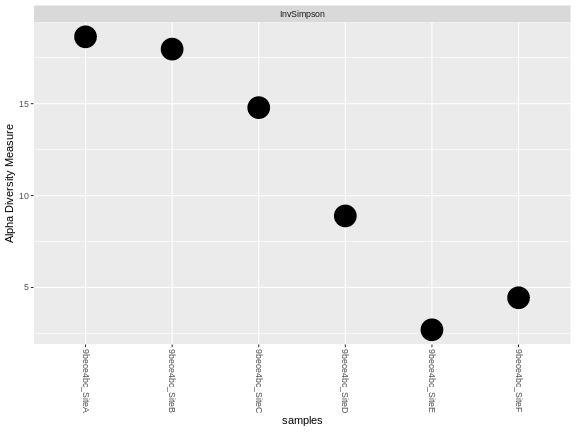 InvSimpson
Alpha Diversity Measure
15
10
5
9bece4bc_SiteA
9bece4bc_SiteB
9bece4bc_SiteC
9bece4bc_SiteD
9bece4bc_SiteE
9bece4bc_SiteF
samples